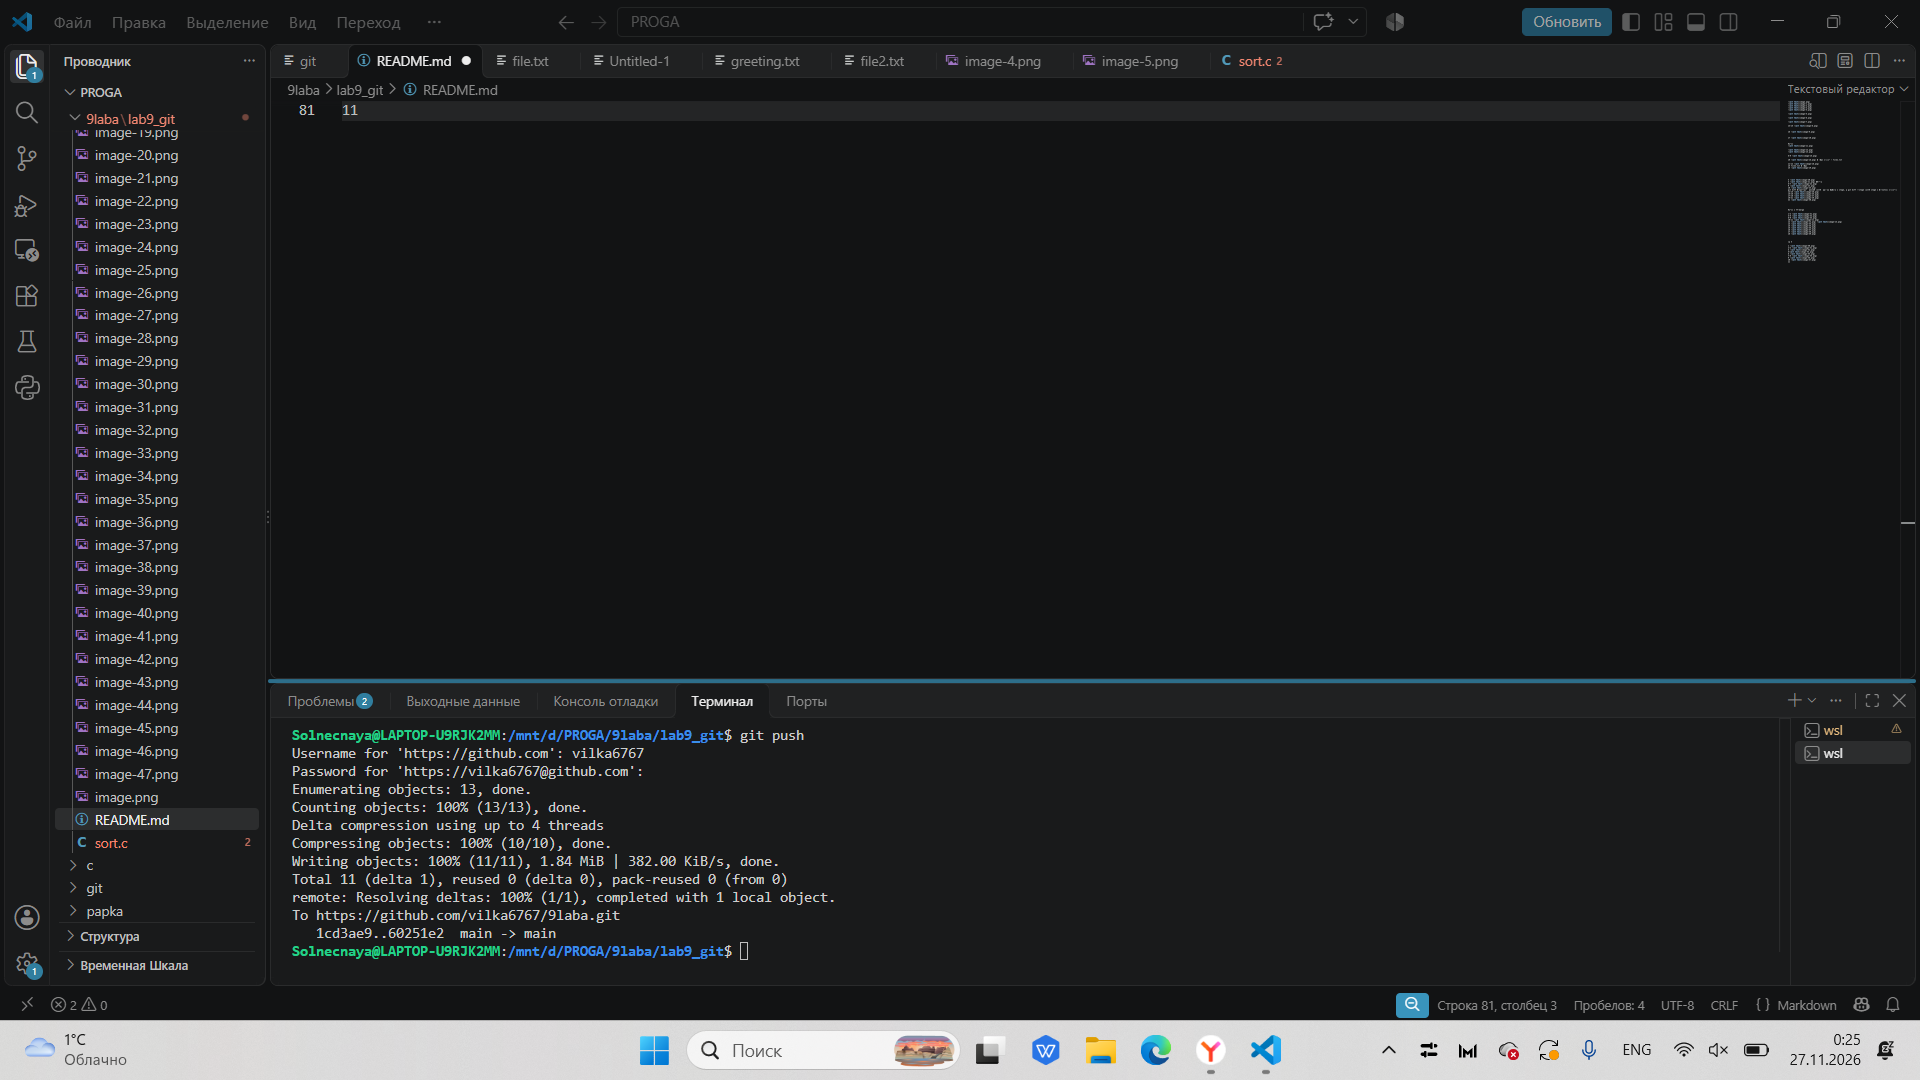 Файл Правка Выделение Вид Переход ··· PROGA Обновить
Проводник ···
git README.md file.txt Untitled-1 greeting.txt file2.txt image-4.png image-5.png C sort.c 2
PROGA
9laba > lab9_git > README.md
Текстовый редактор
81 11
9laba \ lab9_git
image-19.png
image-20.png
image-21.png
image-22.png
image-23.png
image-24.png
image-25.png
image-26.png
image-27.png
image-28.png
image-29.png
image-30.png
image-31.png
image-32.png
image-33.png
image-34.png
image-35.png
image-36.png
image-37.png
image-38.png
image-39.png
image-40.png
image-41.png
image-42.png
image-43.png
image-44.png
image-45.png
image-46.png
image-47.png
image.png
README.md
C sort.c 2
c
git
papka
Структура
Временная Шкала
1
1
Проблемы 2 Выходные данные Консоль отладки Терминал Порты
Solnecnaya@LAPTOP-U9RJK2MM:/mnt/d/PROGA/9laba/lab9_git$ git push
Username for 'https://github.com': vilka6767
Password for 'https://vilka6767@github.com':
Enumerating objects: 13, done.
Counting objects: 100% (13/13), done.
Delta compression using up to 4 threads
Compressing objects: 100% (10/10), done.
Writing objects: 100% (11/11), 1.84 MiB | 382.00 KiB/s, done.
Total 11 (delta 1), reused 0 (delta 0), pack-reused 0 (from 0)
remote: Resolving deltas: 100% (1/1), completed with 1 local object.
To https://github.com/vilka6767/9laba.git
1cd3ae9..60251e2 main -> main
Solnecnaya@LAPTOP-U9RJK2MM:/mnt/d/PROGA/9laba/lab9_git$
wsl
wsl
2 0
Строка 81, столбец 3 Пробелов: 4 UTF-8 CRLF { } Markdown
1°C
Облачно
Поиск
ENG
0:25
27.11.2026